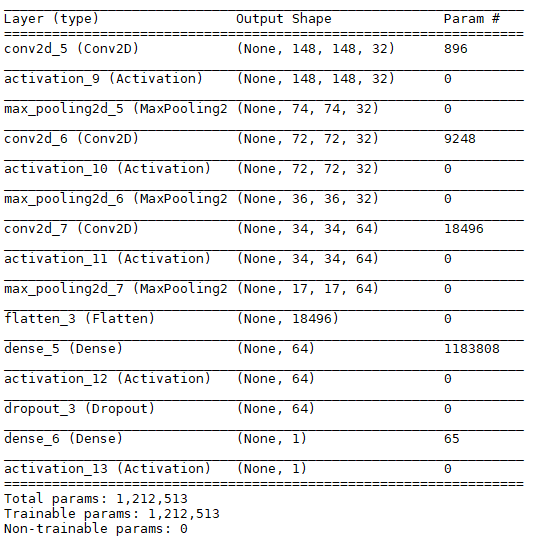 Layer (type) Output Shape Param #
conv2d_5 (Conv2D) (None, 148, 148, 32) 896
activation_9 (Activation) (None, 148, 148, 32) 0
max_pooling2d_5 (MaxPooling2 (None, 74, 74, 32) 0
conv2d_6 (Conv2D) (None, 72, 72, 32) 9248
activation_10 (Activation) (None, 72, 72, 32) 0
max_pooling2d_6 (MaxPooling2 (None, 36, 36, 32) 0
conv2d_7 (Conv2D) (None, 34, 34, 64) 18496
activation_11 (Activation) (None, 34, 34, 64) 0
max_pooling2d_7 (MaxPooling2 (None, 17, 17, 64) 0
flatten_3 (Flatten) (None, 18496) 0
dense_5 (Dense) (None, 64) 1183808
activation_12 (Activation) (None, 64) 0
dropout_3 (Dropout) (None, 64) 0
dense_6 (Dense) (None, 1) 65
activation_13 (Activation) (None, 1) 0
Total params: 1,212,513
Trainable params: 1,212,513
Non-trainable params: 0